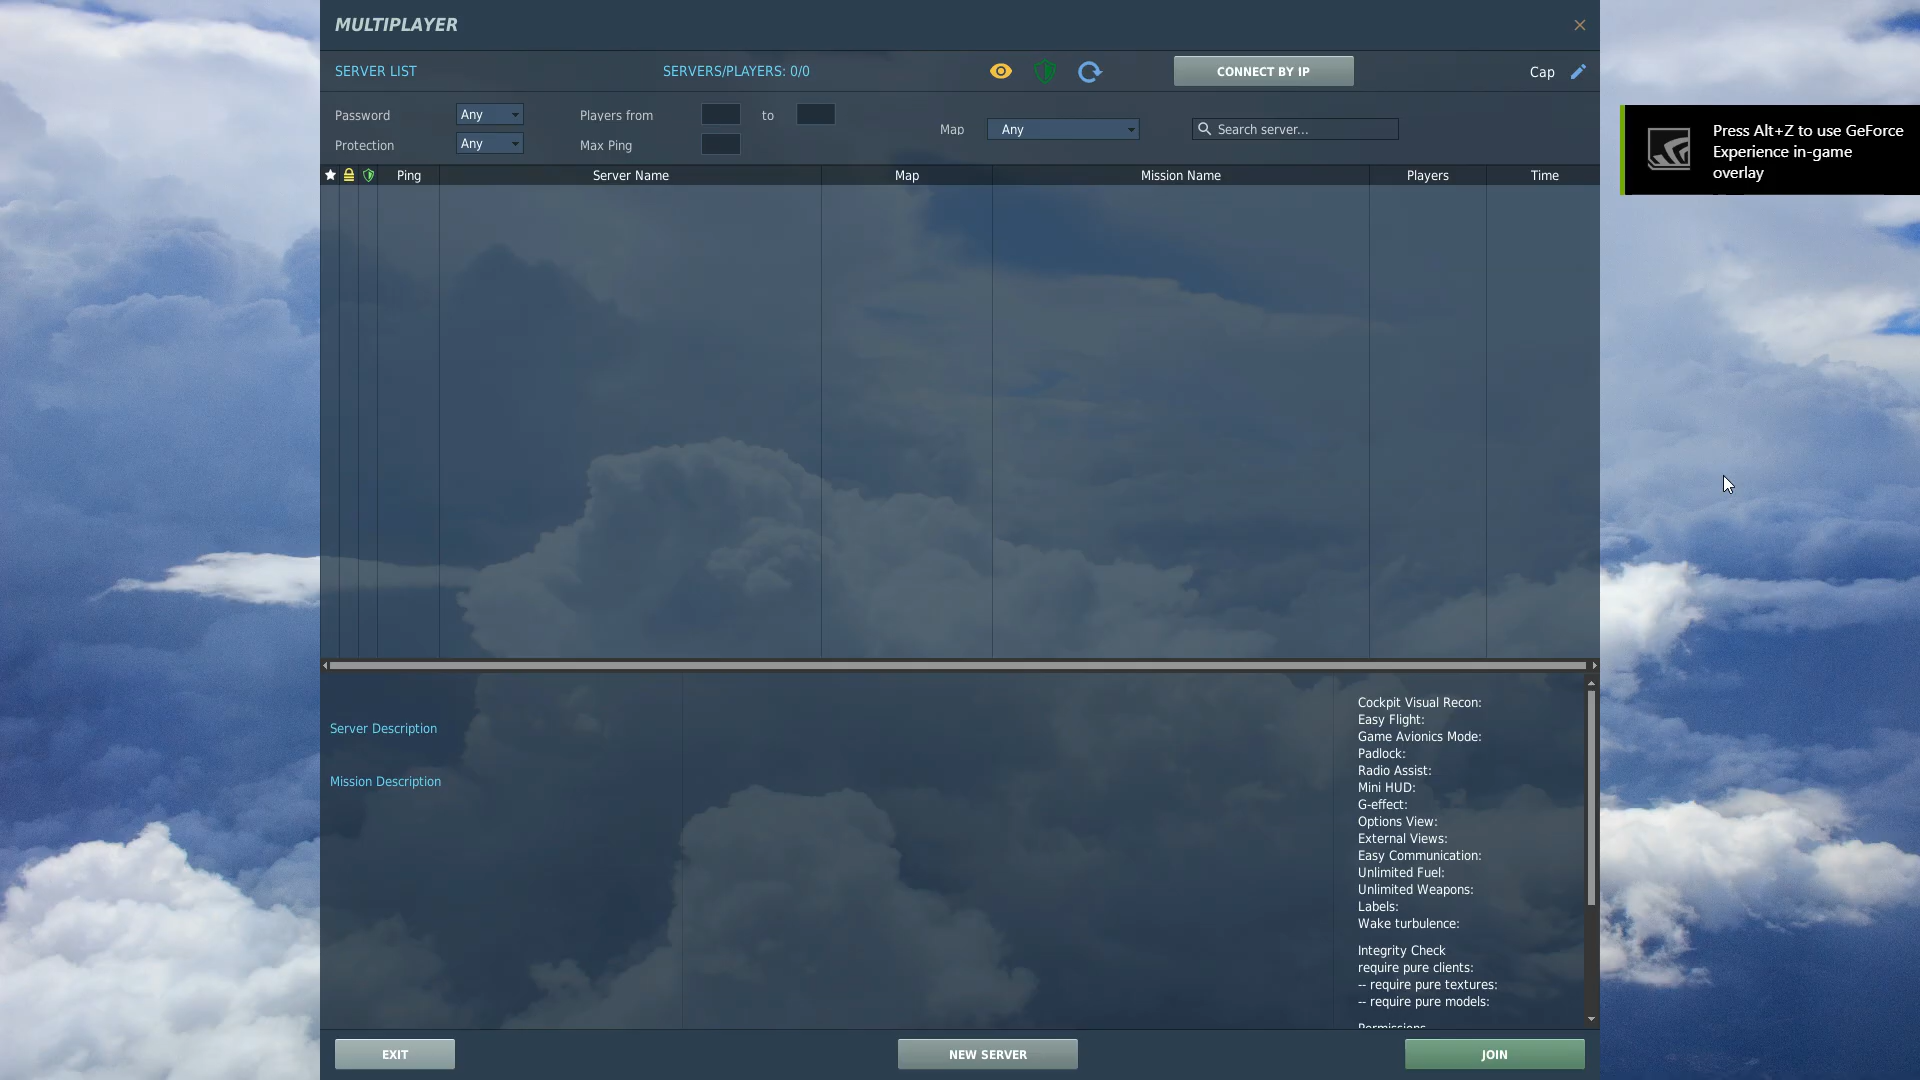 MULTIPLAYER
SERVER LIST
SERVERS/PLAYERS: 0/0
CONNECT BY IP
Cap
Password
Any
Players from
to
Map
Any
Search server...
Protection
Any
Max Ping
Press Alt+Z to use GeForce
Experience in-game
overlay
Ping
Server Name
Map
Mission Name
Players
Time
Server Description
Mission Description
Cockpit Visual Recon:
Easy Flight:
Game Avionics Mode:
Padlock:
Radio Assist:
Mini HUD:
G-effect:
Options View:
External Views:
Easy Communication:
Unlimited Fuel:
Unlimited Weapons:
Labels:
Wake turbulence:
Integrity Check
require pure clients:
-- require pure textures:
-- require pure models:
Permissions
EXIT
NEW SERVER
JOIN